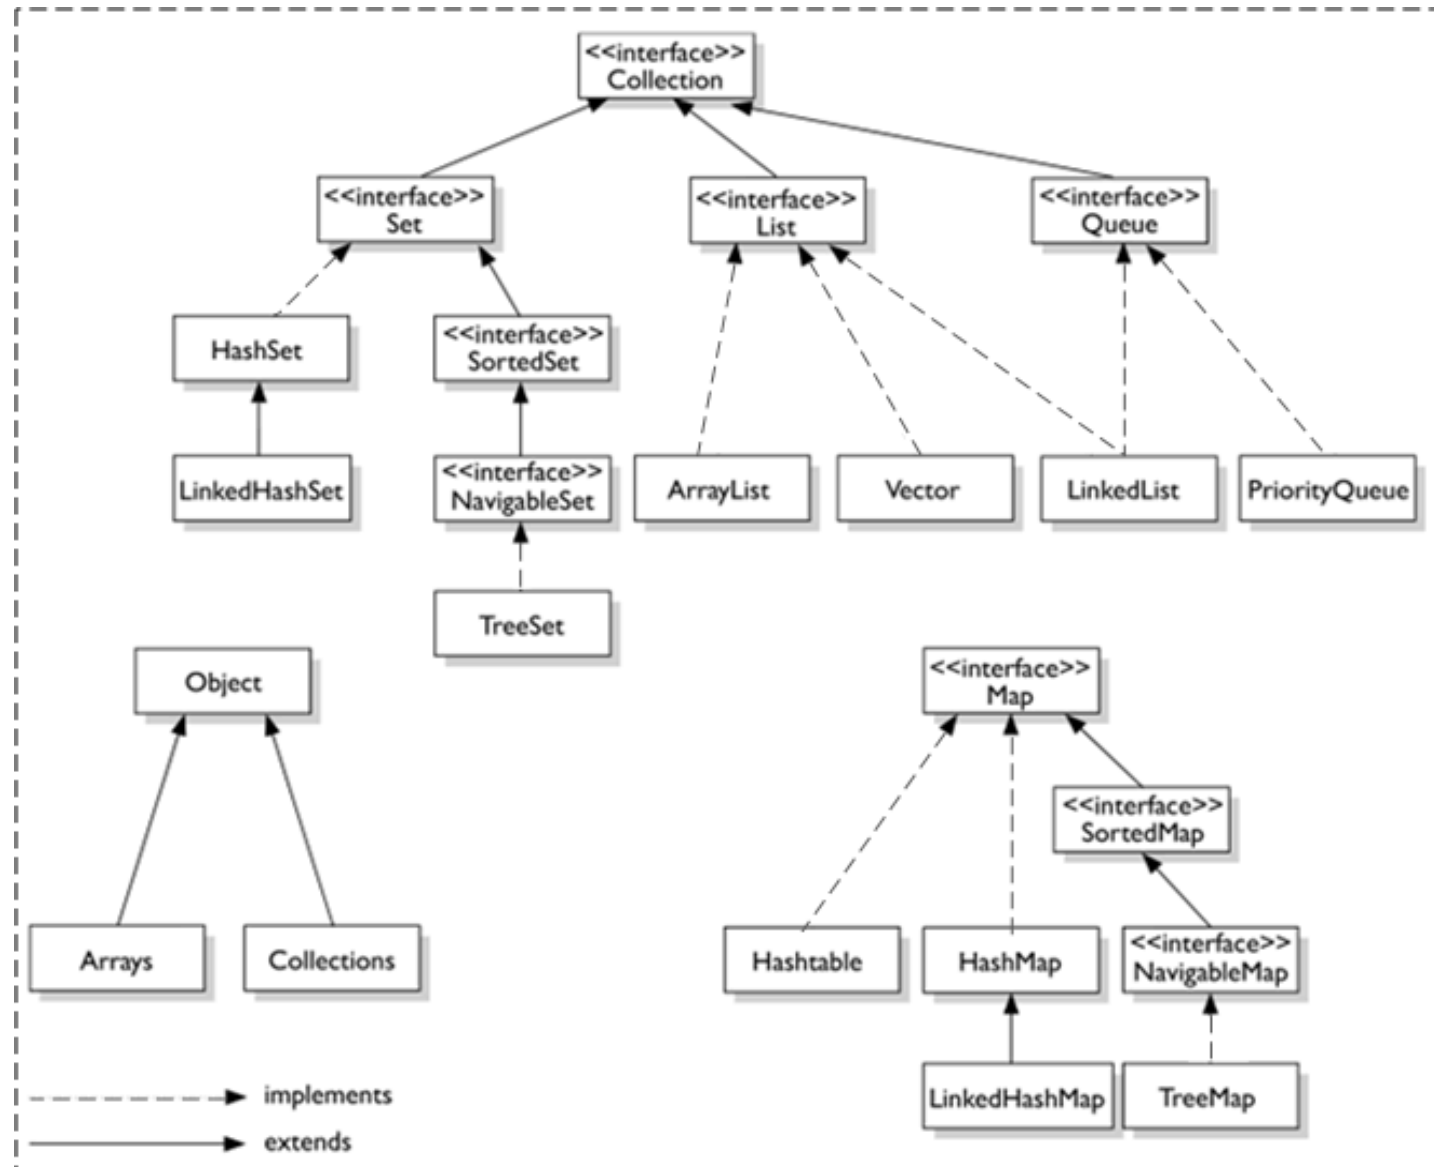 <<interface>>
Collection
<<interface>>
Set
<<interface>>
List
<<interface>>
Queue
HashSet
<<interface>>
SortedSet
LinkedHashSet
<<interface>>
NavigableSet
ArrayList
Vector
LinkedList
PriorityQueue
TreeSet
Object
<<interface>>
Map
<<interface>>
SortedMap
Arrays
Collections
Hashtable
HashMap
<<interface>>
NavigableMap
LinkedHashMap
TreeMap
implements
extends